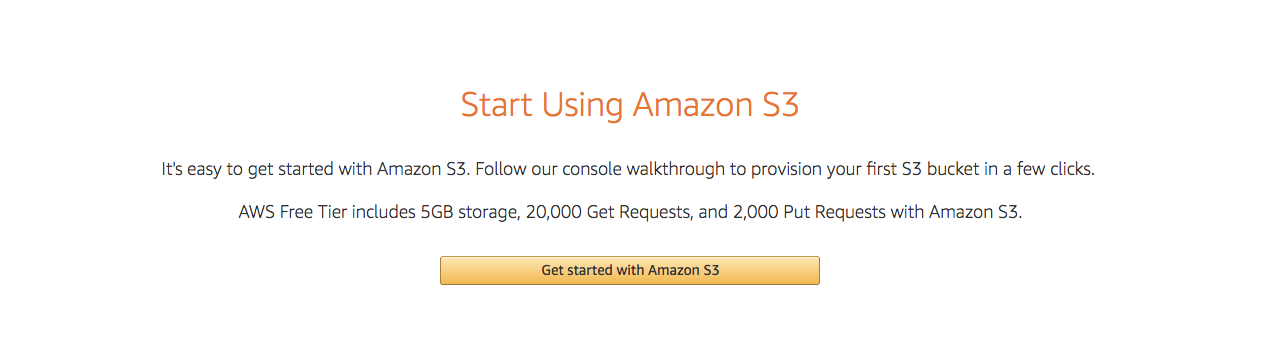 Start Using Amazon S3
It's easy to get started with Amazon S3. Follow our console walkthrough to provision your first S3 bucket in a few clicks.
AWS Free Tier includes 5GB storage, 20,000 Get Requests, and 2,000 Put Requests with Amazon S3.
Get started with Amazon S3